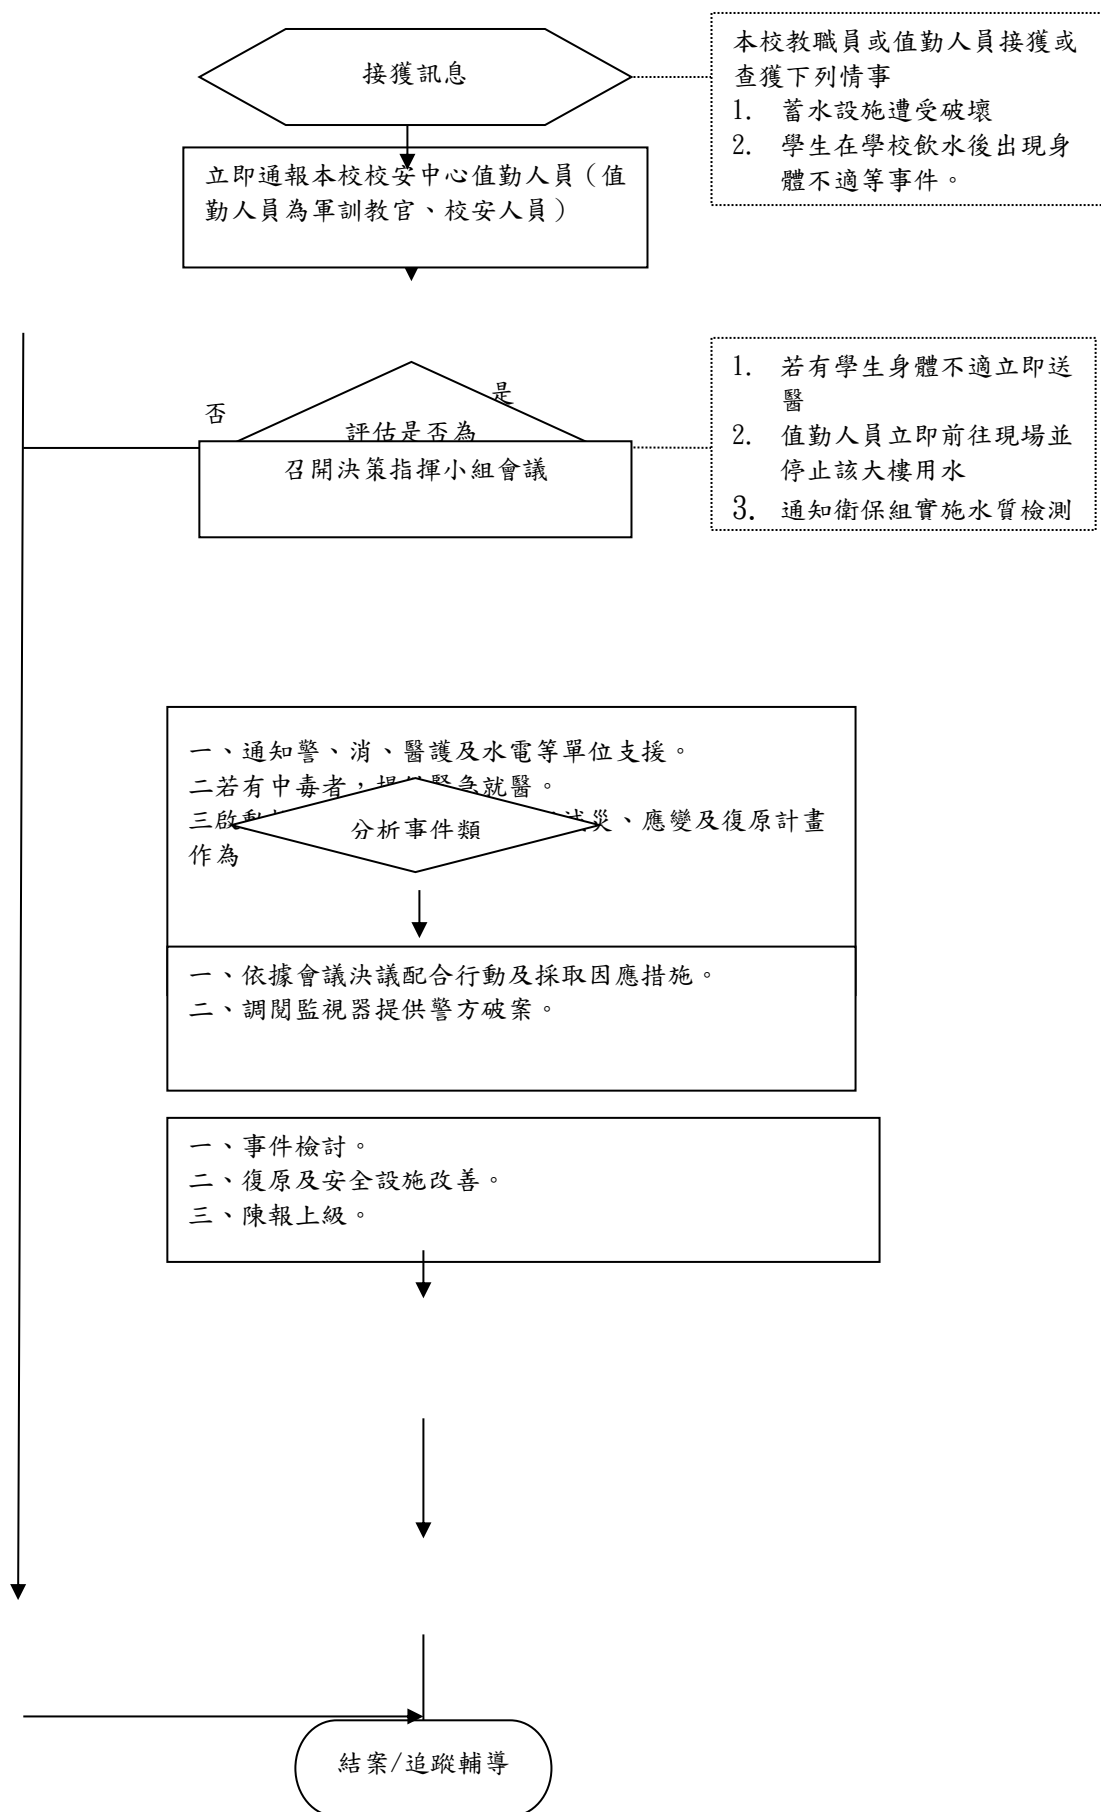 接獲訊息
本校教職員或值勤人員接獲或
查獲下列情事
1. 蓄水設施遭受破壞
2. 學生在學校飲水後出現身
體不適等事件。
立即通報本校校安中心值勤人員（值
勤人員為軍訓教官、校安人員）
否
是
評估是否為
召開決策指揮小組會議
1. 若有學生身體不適立即送
醫
2. 值勤人員立即前往現場並
停止該大樓用水
3. 通知衛保組實施水質檢測
一、通知警、消、醫護及水電等單位支援。
二若有中毒者，緊急就醫。
三啟動災、應變及復原計畫
作為
分析事件類
一、依據會議決議配合行動及採取因應措施。
二、調閱監視器提供警方破案。
一、事件檢討。
二、復原及安全設施改善。
三、陳報上級。
結案/追蹤輔導